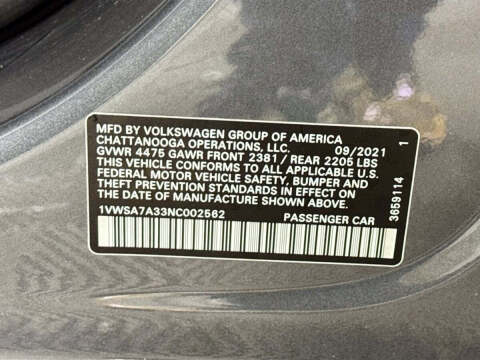 MFD BY VOLKSWAGEN GROUP OF AMERICA
CHATTANOOGA OPERATIONS, LLC. 09/2021 1
GVWR 4475 GAWR FRONT 2381 / REAR 2205 LBS
THIS VEHICLE CONFORMS TO ALL APPLICABLE U.S.
FEDERAL MOTOR VEHICLE SAFETY, BUMPER AND
THEFT PREVENTION STANDARDS IN EFFECT ON
THE DATE OF MANUFACTURE SHOWN ABOVE.
1VWSA7A33NC002562 PASSENGER CAR
3659114